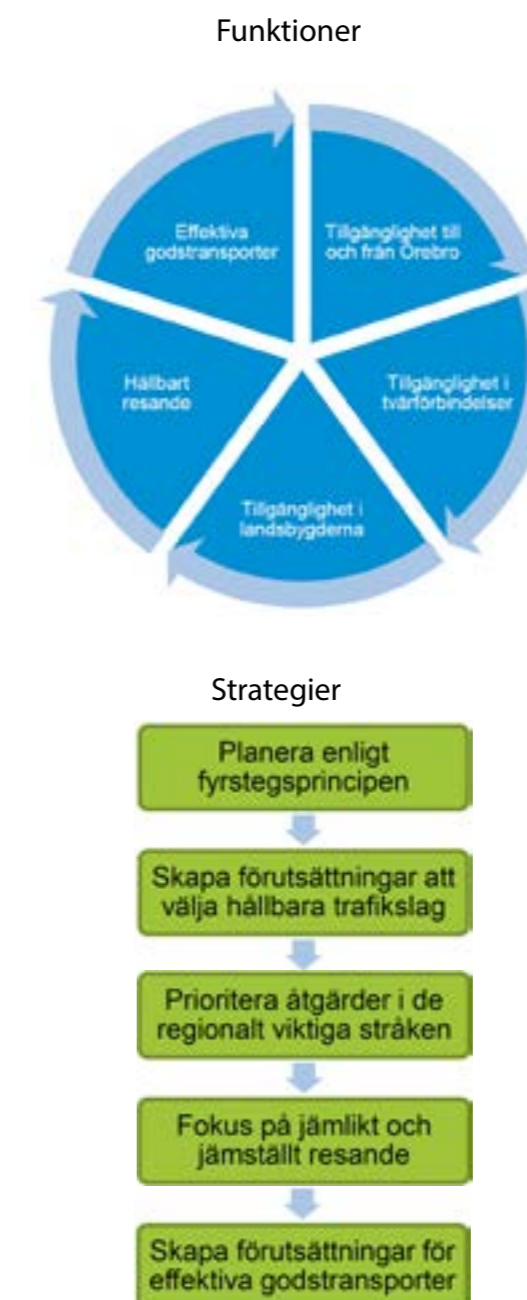 Funktioner
Effektiva
godstransporter
Tillgänglighet till
och från Örebro
Hållbart
resande
Tillgänglighet i
tvärförbindelser
Tillgänglighet i
landsbygderna
Strategier
Planera enligt
fyrstegsprincipen
Skapa förutsättningar att
välja hållbara trafikslag
Prioritera åtgärder i de
regionalt viktiga stråken
Fokus på jämlikt och
jämställt resande
Skapa förutsättningar för
effektiva godstransporter